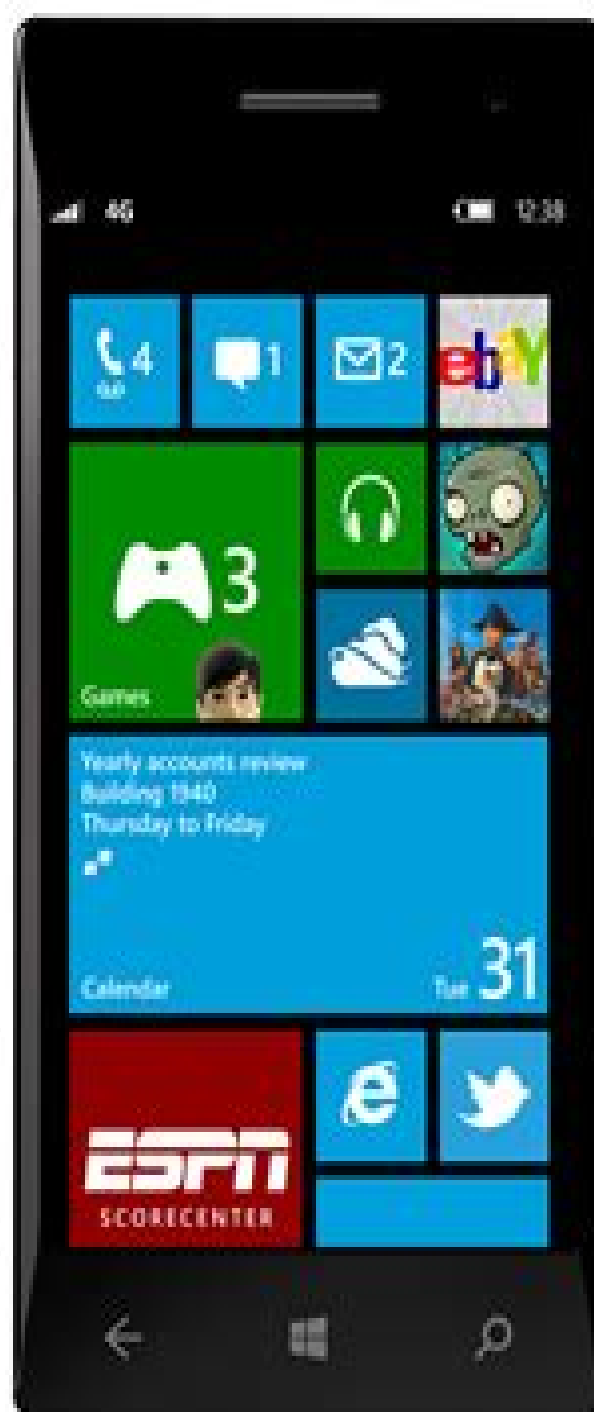 4G 12:38
4 1 2 ebay
3
Games
Yearly accounts review
Building 1940
Thursday to Friday
Calendar Tue 31
ESPN
SCORECENTER